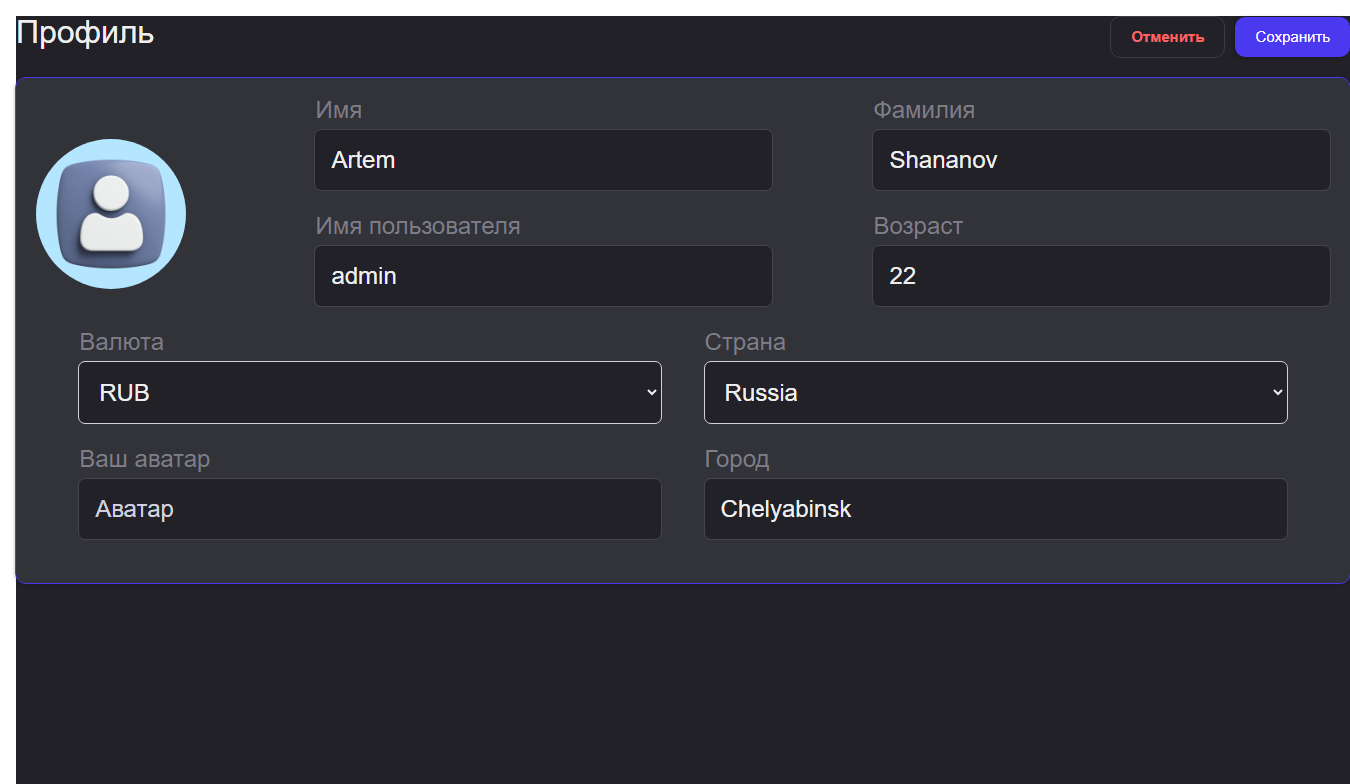 Профиль
Отменить
Сохранить
Имя
Фамилия
Artem
Shananov
Имя пользователя
Возраст
admin
22
Валюта
Страна
RUB
Russia
Ваш аватар
Город
Аватар
Chelyabinsk